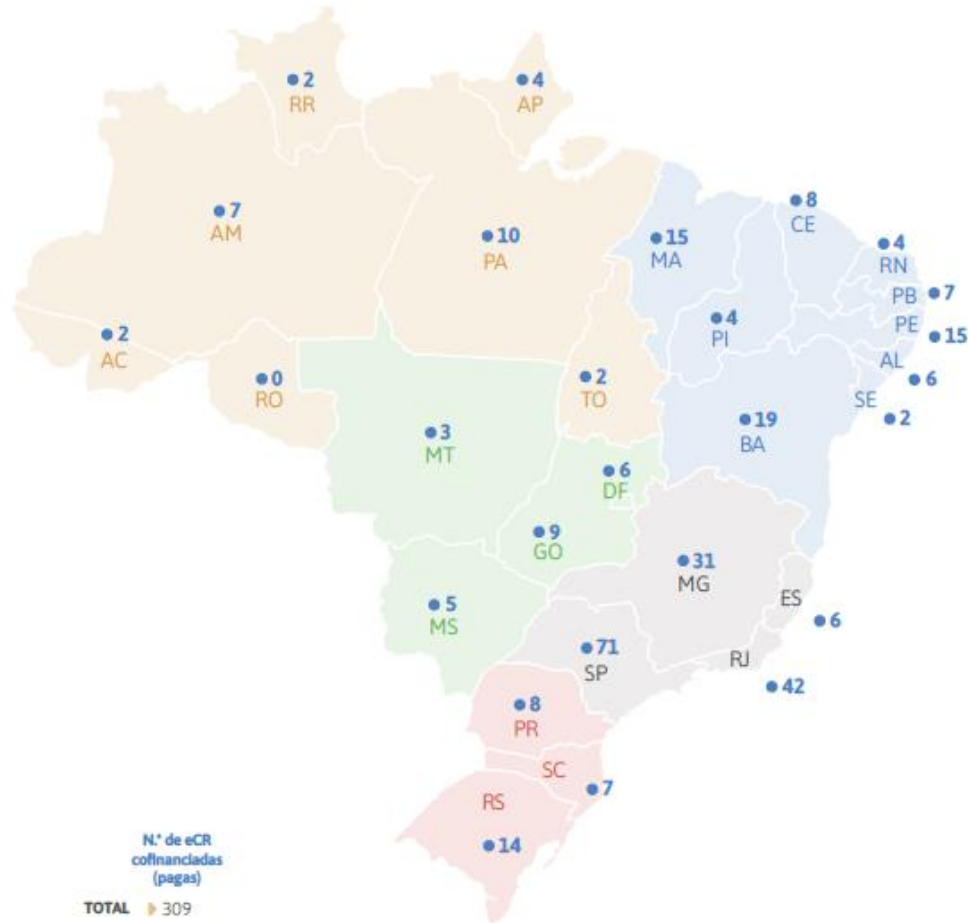 2
RR
4
AP
7
AM
10
PA
15
MA
8
CE
4
RN
PB
7
4
PI
PE
15
AL
6
2
AC
0
RO
2
TO
SE
2
19
BA
3
MT
6
DF
9
GO
31
MG
5
MS
ES
6
71
SP
RJ
42
8
PR
SC
7
RS
14
N.º de eCR
cofinanciadas
(pagas)
TOTAL 309